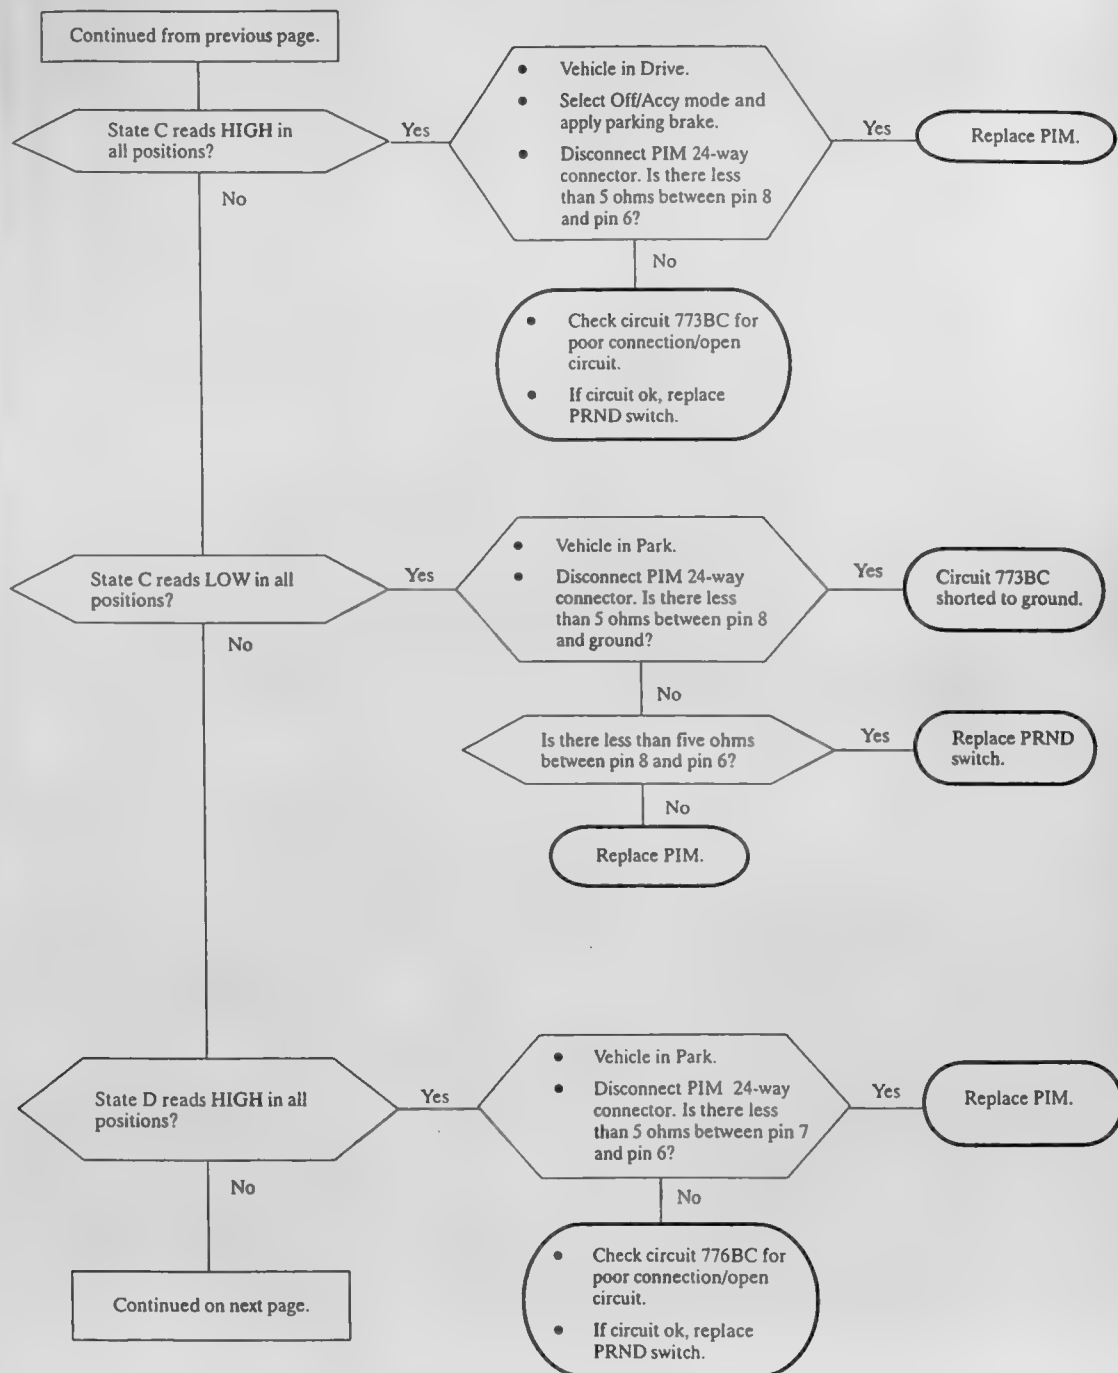 Continued from previous page.
State C reads HIGH in
all positions?
Yes
• Vehicle in Drive.
• Select Off/Accy mode and
apply parking brake.
• Disconnect PIM 24-way
connector. Is there less
than 5 ohms between pin 8
and pin 6?
Yes
Replace PIM.
No
No
• Check circuit 773BC for
poor connection/open
circuit.
• If circuit ok, replace
PRND switch.
State C reads LOW in all
positions?
Yes
• Vehicle in Park.
• Disconnect PIM 24-way
connector. Is there less
than 5 ohms between pin 8
and ground?
Yes
Circuit 773BC
shorted to ground.
No
No
Is there less than five ohms
between pin 8 and pin 6?
Yes
Replace PRND
switch.
No
Replace PIM.
State D reads HIGH in all
positions?
Yes
• Vehicle in Park.
• Disconnect PIM 24-way
connector. Is there less
than 5 ohms between pin 7
and pin 6?
Yes
Replace PIM.
No
No
• Check circuit 776BC for
poor connection/open
circuit.
• If circuit ok, replace
PRND switch.
Continued on next page.